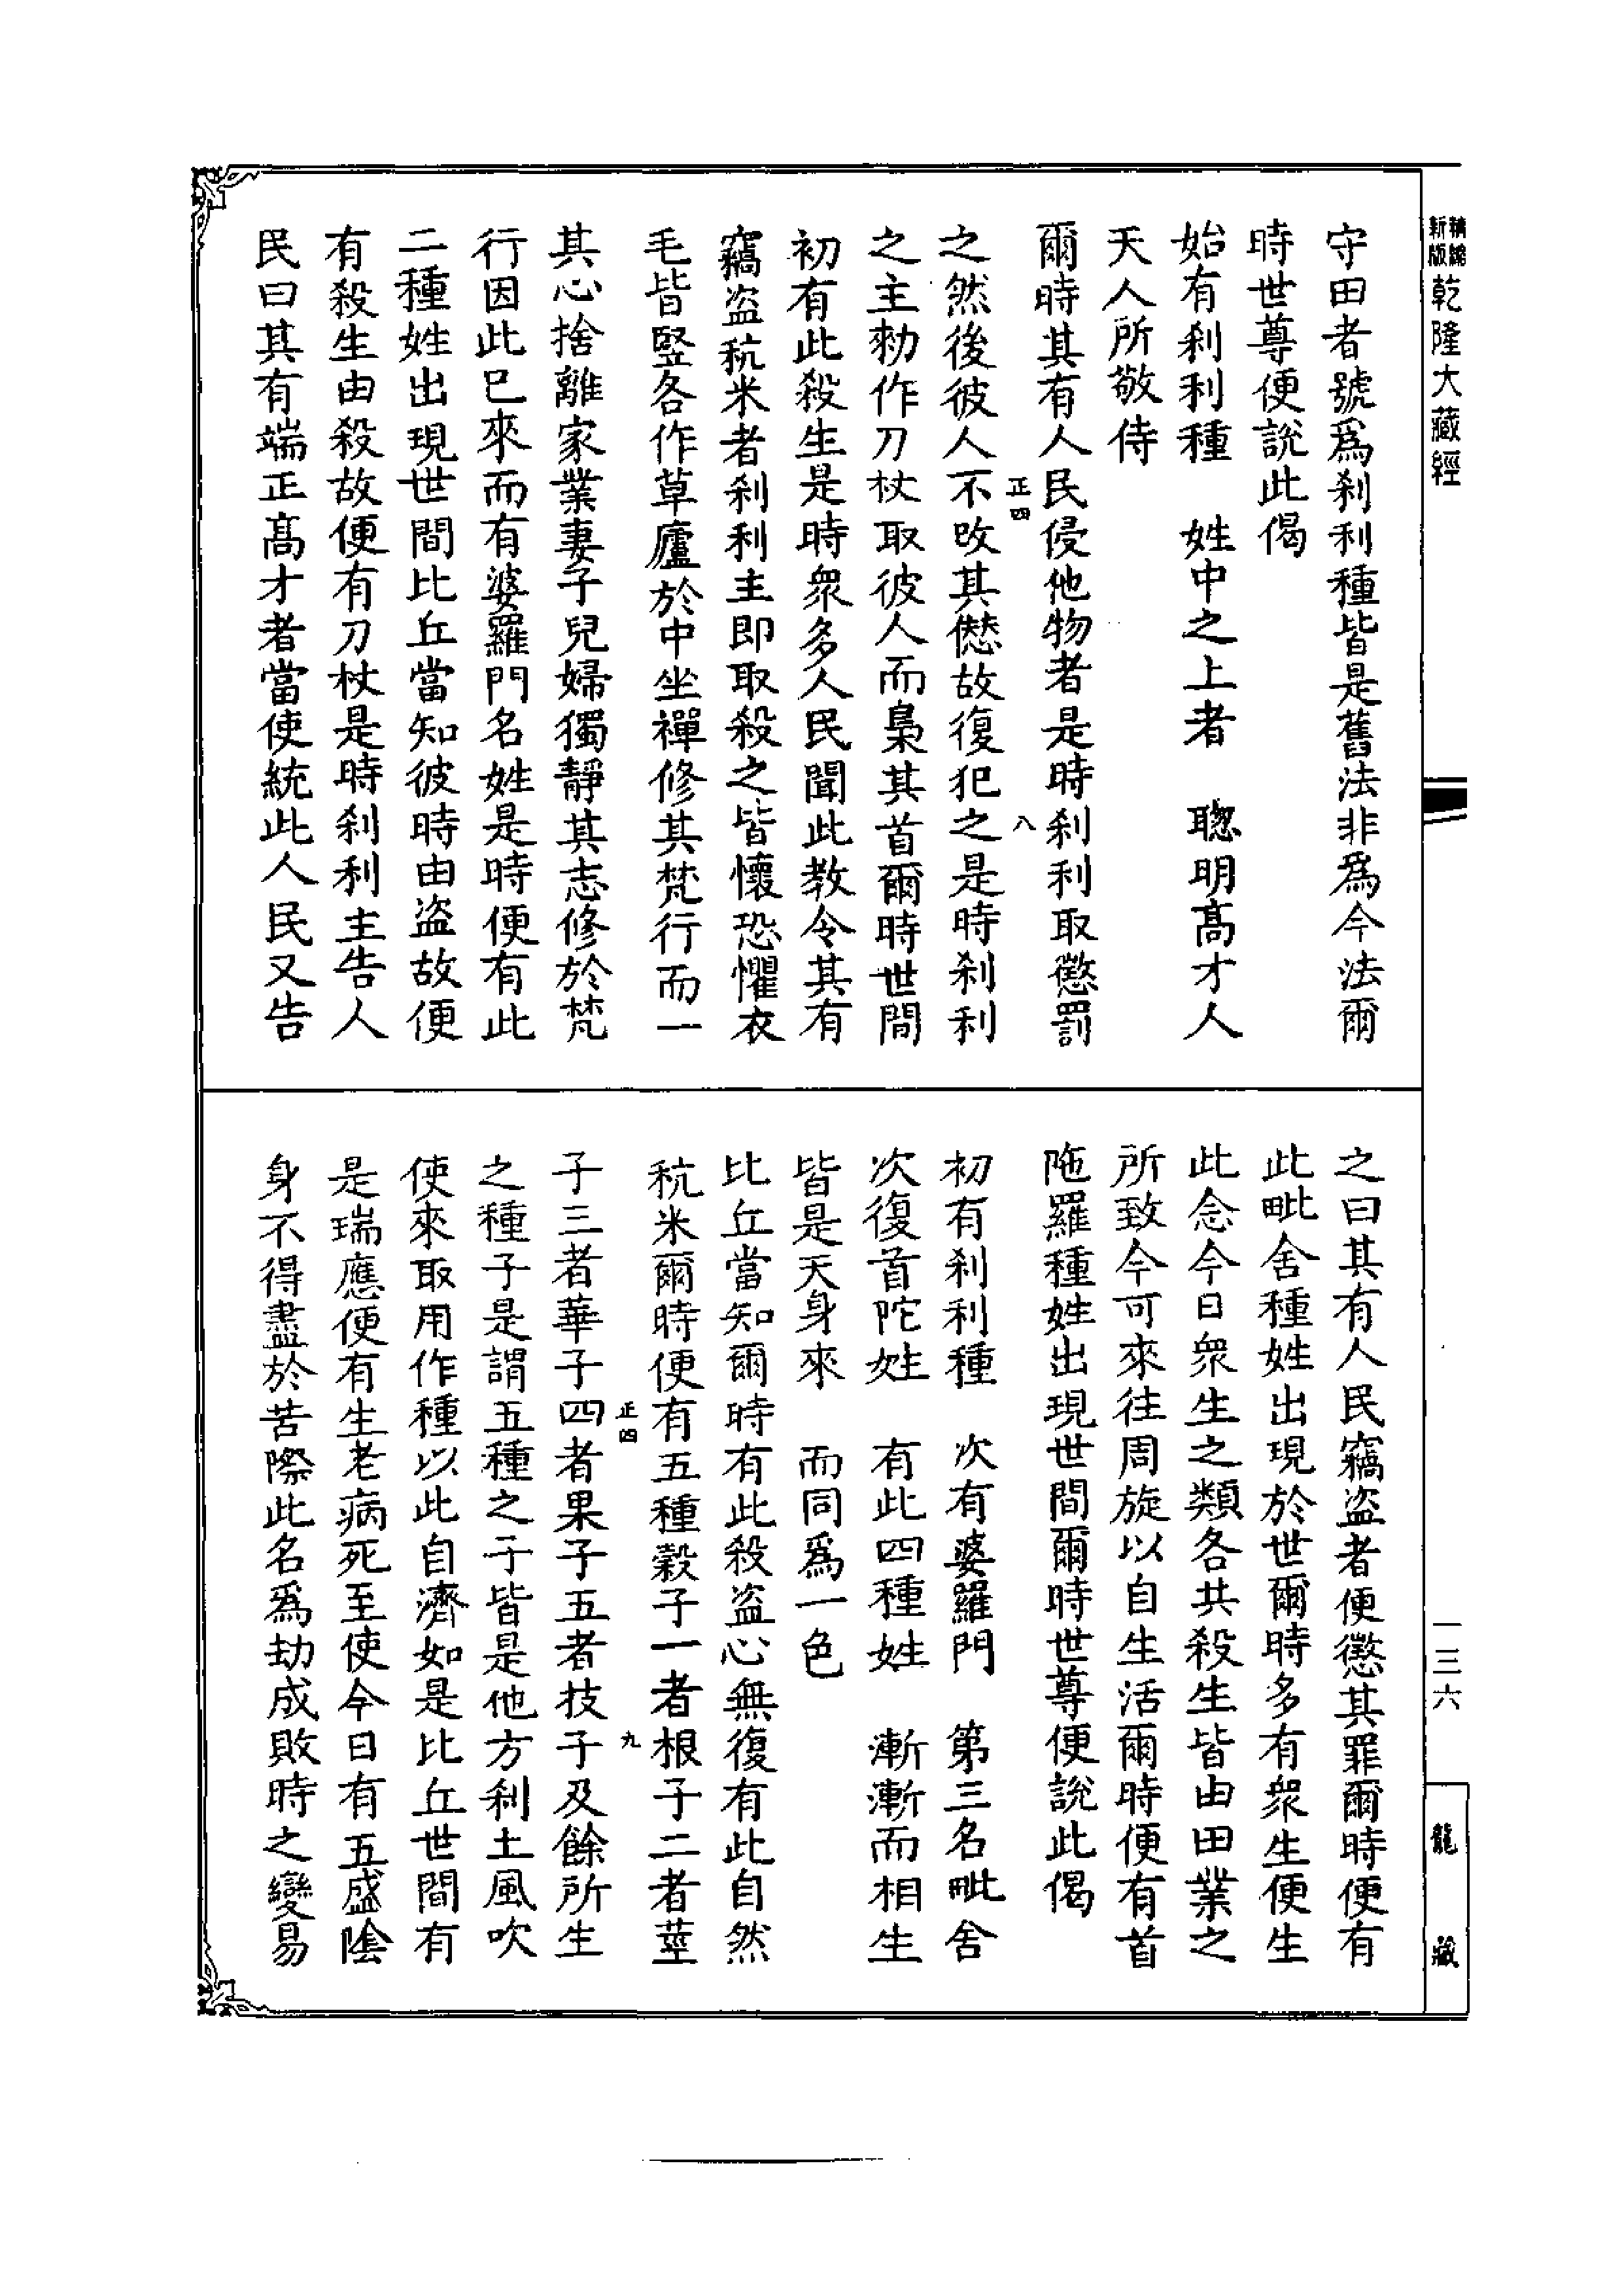 新版
精縮
乾隆大藏經
守田者號爲刹利種皆是舊法非爲今法爾
時世尊便說此偈
始有刹利種　姓中之上者　聰明髙才人
天人所敬侍
爾時其有人民侵他物者是時刹利取懲罰
正四
八
之然後彼人不攺其𠍴故復犯之是時刹利
之主勑作刀杖取彼人而梟其首爾時世間
初有此殺生是時衆多人民聞此教令其有
竊盜秔米者刹利主即取殺之皆懷恐懼衣
毛皆竪各作草廬於中坐禪修其梵行而一
其心捨離家業妻子兒婦獨靜其志修於梵
行因此已來而有婆羅門名姓是時便有此
二種姓出現世間比丘當知彼時由盜故便
有殺生由殺故便有刀杖是時刹利主告人
民曰其有端正髙才者當使統此人民又告
之曰其有人民竊盜者便懲其罪爾時便有
此毗舍種姓出現於世爾時多有衆生便生
此念今日衆生之類各共殺生皆由田業之
所致今可來往周旋以自生活爾時便有首
陁羅種姓出現世間爾時世尊便說此偈
初有刹利種　次有婆羅門　第三名毗舍
次復首陀姓　有此四種姓　漸漸而相生
皆是天身來　而同爲一色
比丘當知爾時有此殺盜心無復有此自然
秔米爾時便有五種穀子一者根子二者莖
正四
九
子三者華子四者果子五者技子及餘所生
之種子是謂五種之子皆是他方刹土風吹
使來取用作種以此自濟如是比丘世間有
是瑞應便有生老病死至使今日有五盛陰
身不得盡於苦際此名爲劫成敗時之變易
一三六
龍藏